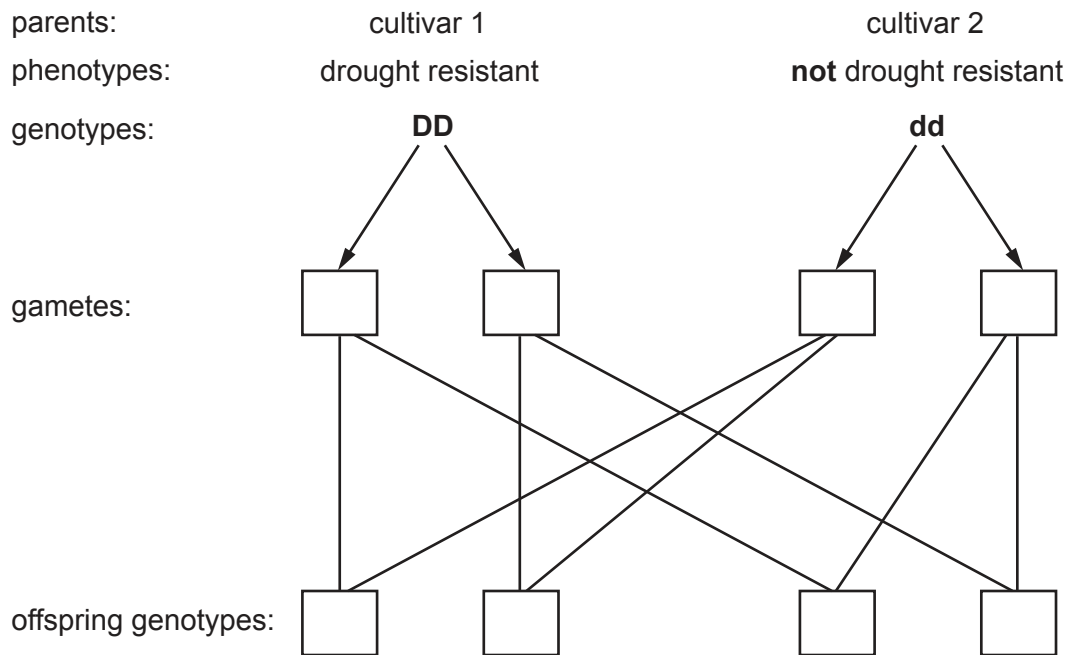 parents: cultivar 1 cultivar 2
phenotypes: drought resistant not drought resistant
genotypes: DD dd
gametes:
offspring genotypes: